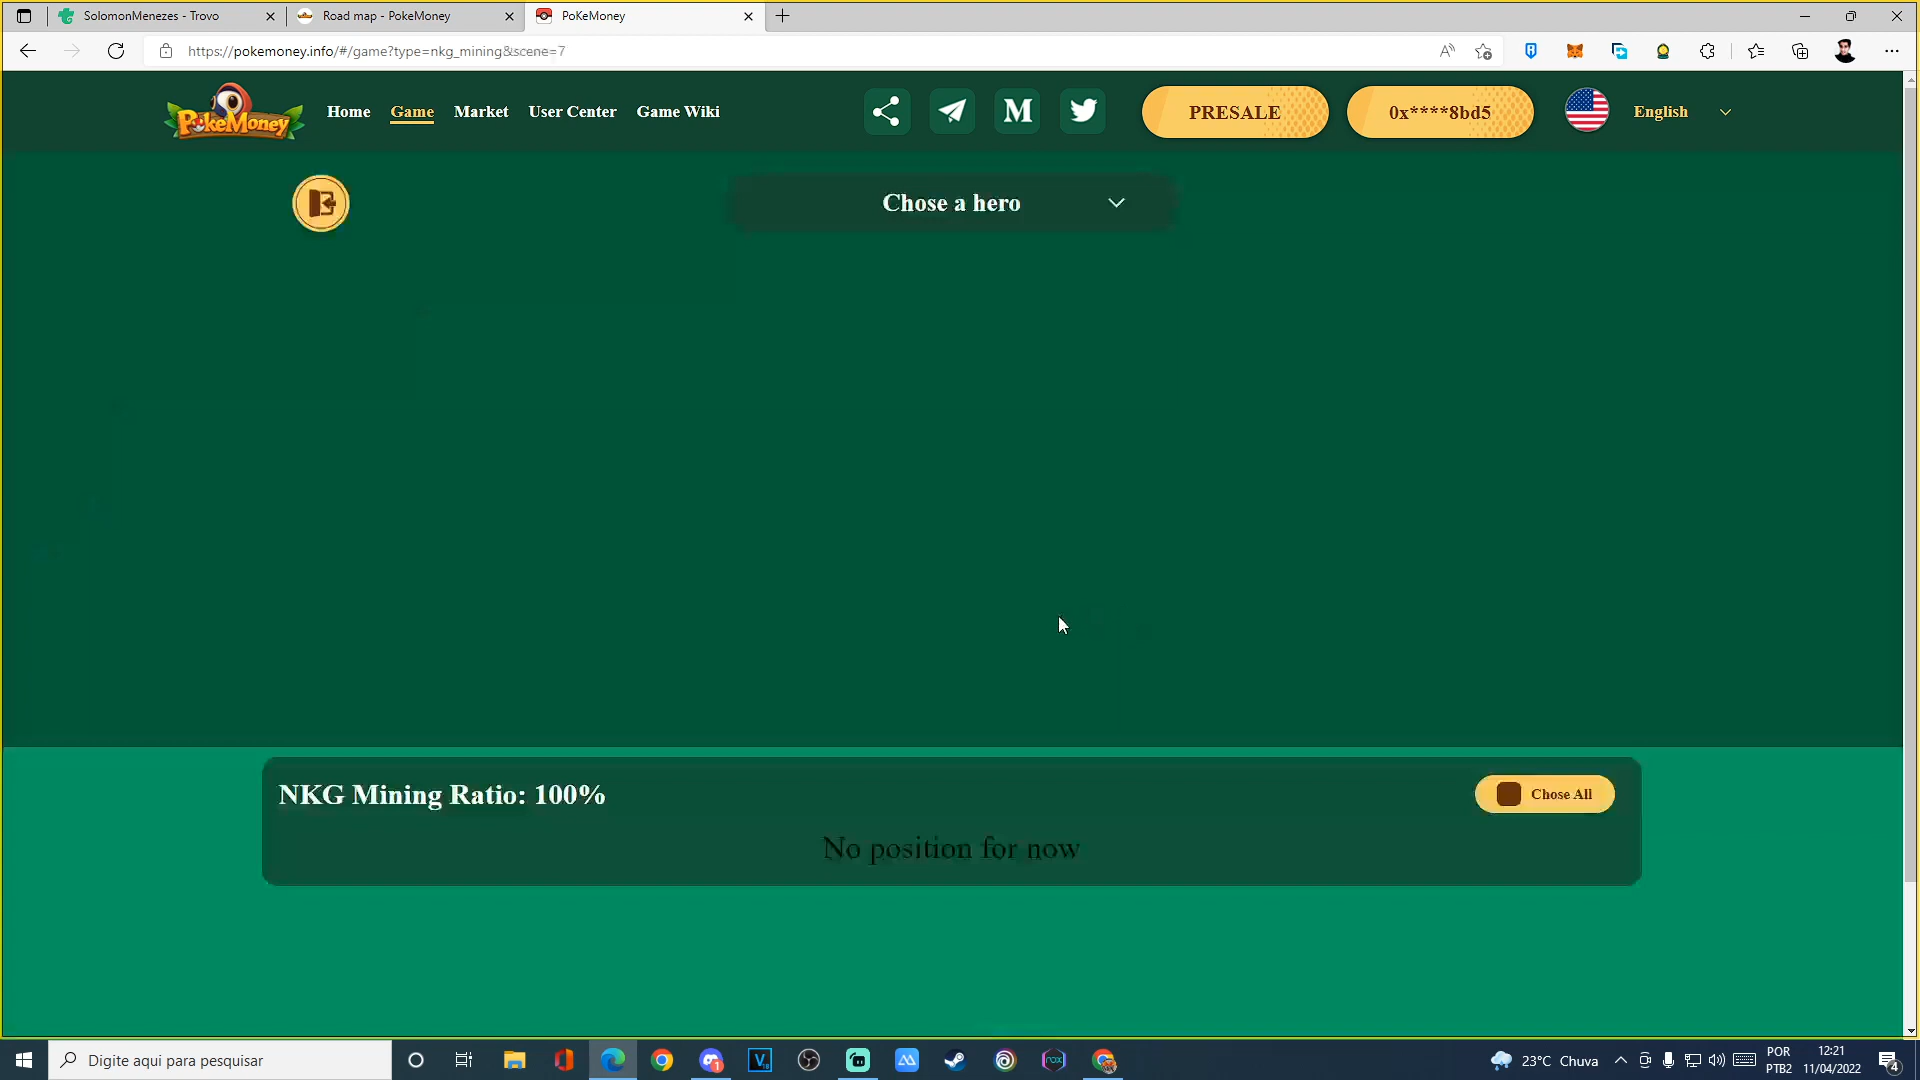 SolomonMenezes - Trovo
Road map - PokeMoney
PoKeMoney
https://pokemoney.info/#/game?type=nkg_mining&scene=7
PokeMoney
Home
Game
Market
User Center
Game Wiki
M
PRESALE
0x****8bd5
English
Chose a hero
NKG Mining Ratio: 100%
Chose All
No position for now
Digite aqui para pesquisar
23°C Chuva
POR
PTB2
12:21
11/04/2022
4
1